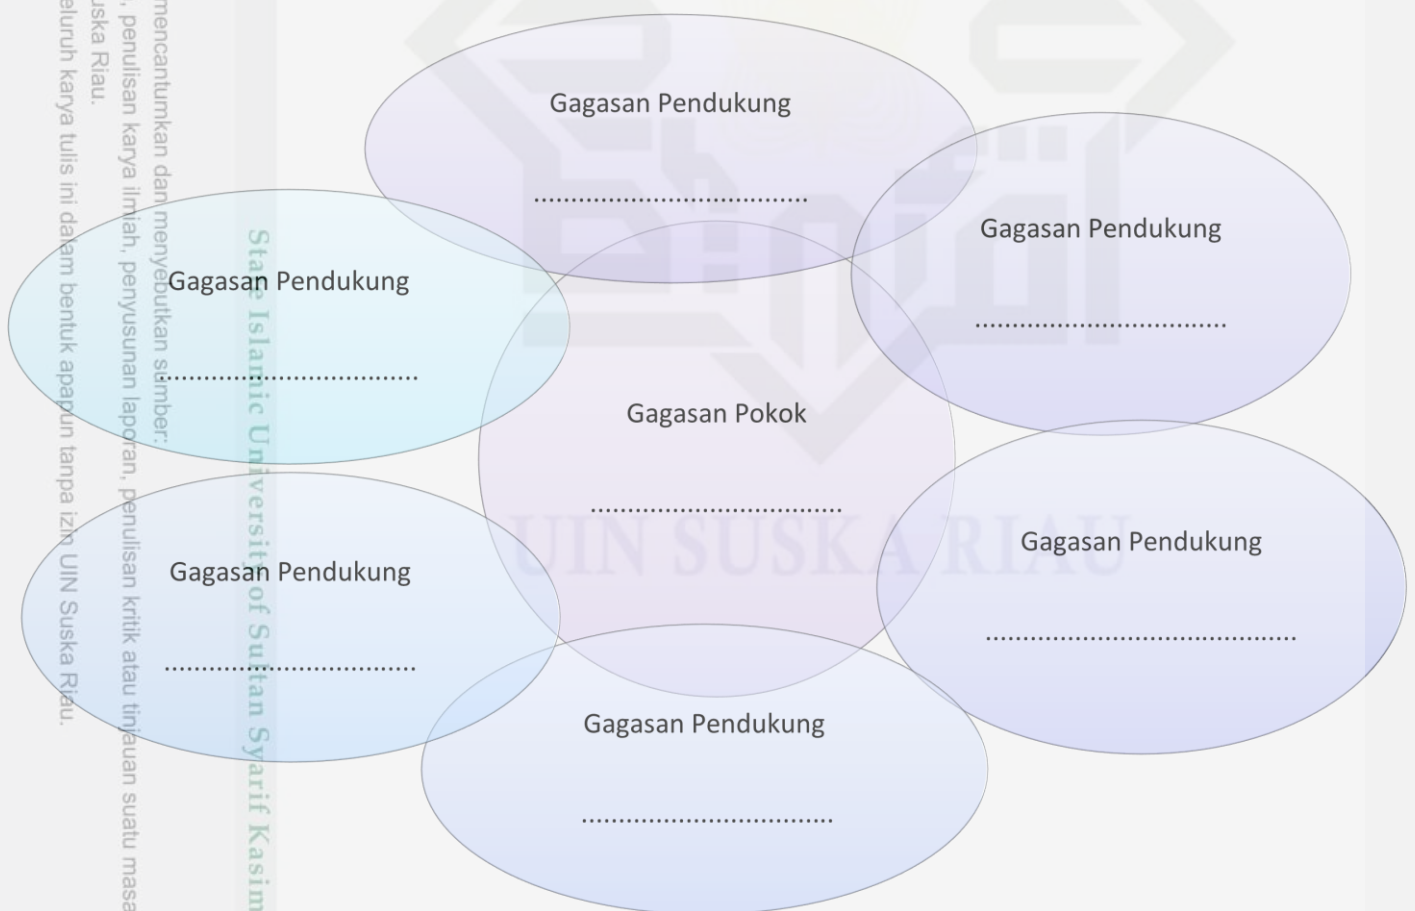 Gagasan Pendukung
....................................
Gagasan Pendukung
.................................
Gagasan Pendukung
..................................
Gagasan Pokok
.................................
Gagasan Pendukung
.........................................
Gagasan Pendukung
.................................
Gagasan Pendukung
.................................
UIN SUSKA RIAU
State Islamic University of Sultan Syarif Kasim
mencantumkan dan menyebutkan sumber:
, penulisan karya ilmiah, penyusunan laporan, penulisan kritik atau tinjauan suatu masa
uska Riau.
eluruh karya tulis ini dalam bentuk apapun tanpa izin UIN Suska Riau.